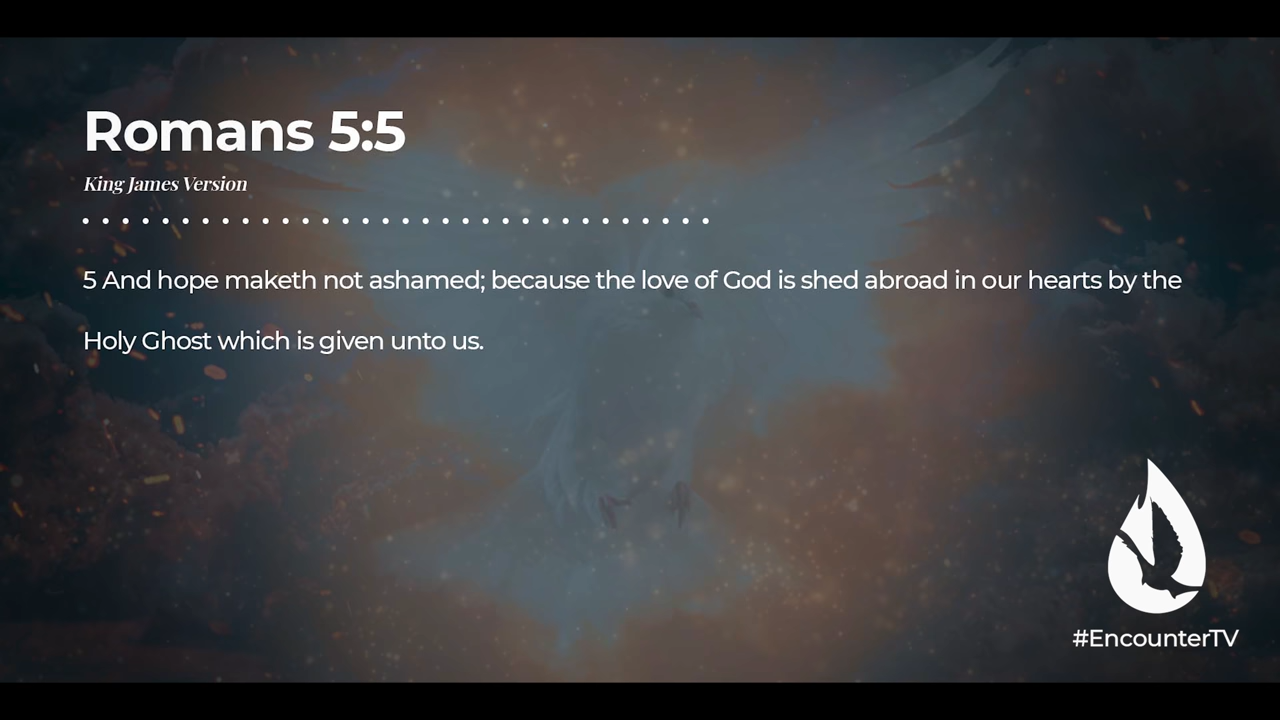 Romans 5:5
King James Version
5 And hope maketh not ashamed; because the love of God is shed abroad in our hearts by the
Holy Ghost which is given unto us.
#EncounterTV